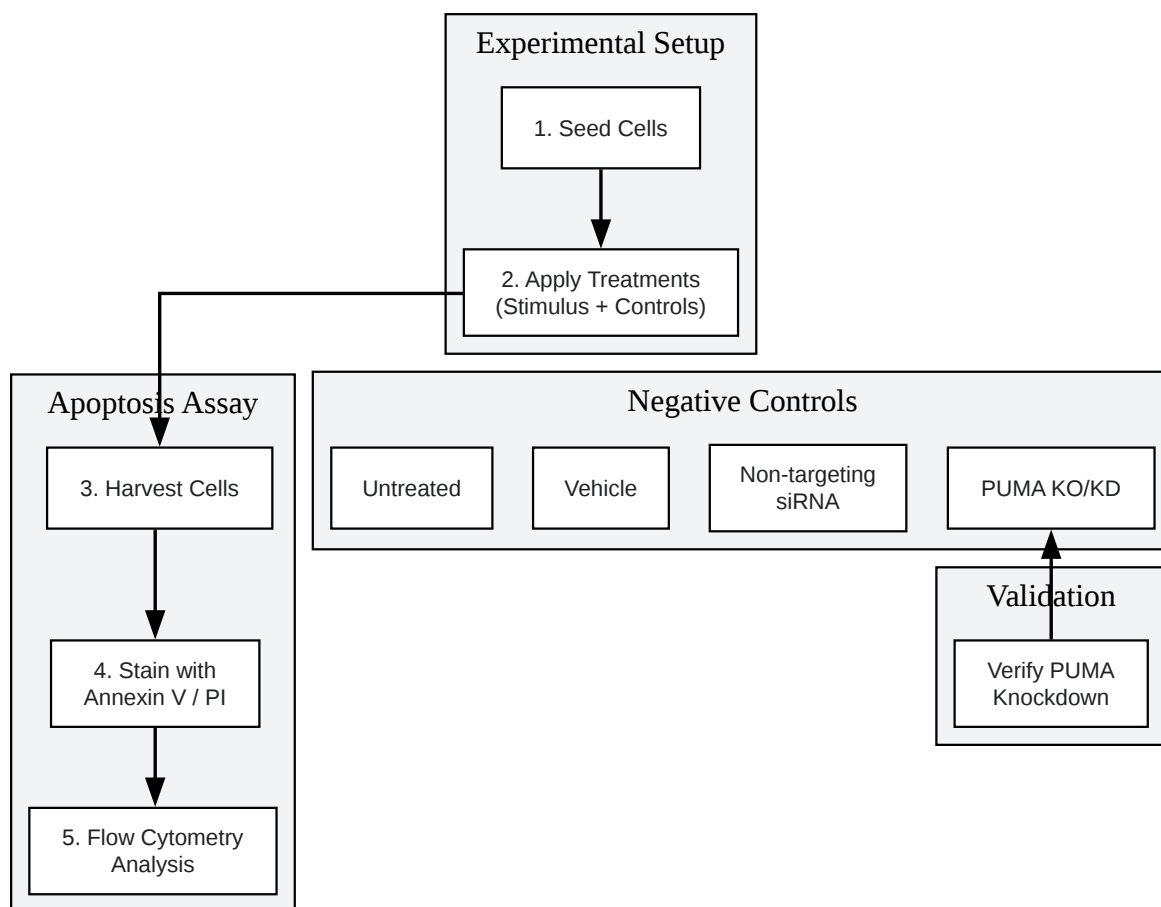 Experimental Setup
1. Seed Cells
2. Apply Treatments
(Stimulus + Controls)
Apoptosis Assay
3. Harvest Cells
4. Stain with
Annexin V / PI
5. Flow Cytometry
Analysis
Negative Controls
Untreated
Vehicle
Non-targeting
siRNA
PUMA KO/KD
Validation
Verify PUMA
Knockdown